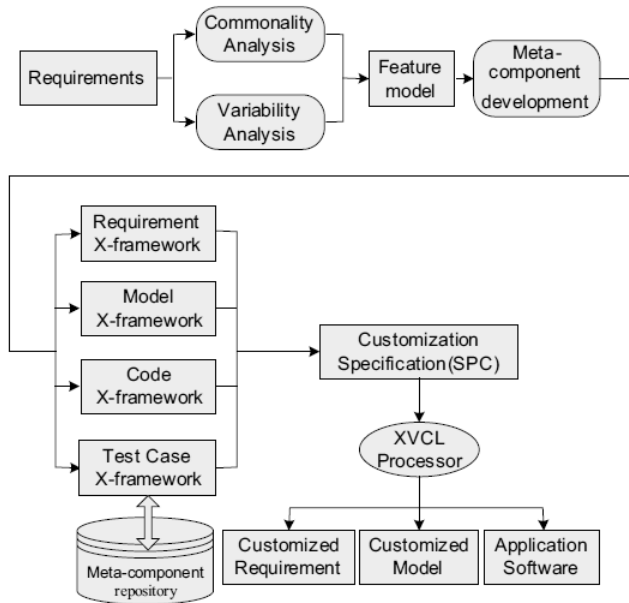 Requirements
Commonality
Analysis
Variability
Analysis
Feature
model
Meta-
component
development
Requirement
X-framework
Model
X-framework
Code
X-framework
Test Case
X-framework
Meta-component
repository
Customization
Specification(SPC)
XVCL
Processor
Customized
Requirement
Customized
Model
Application
Software